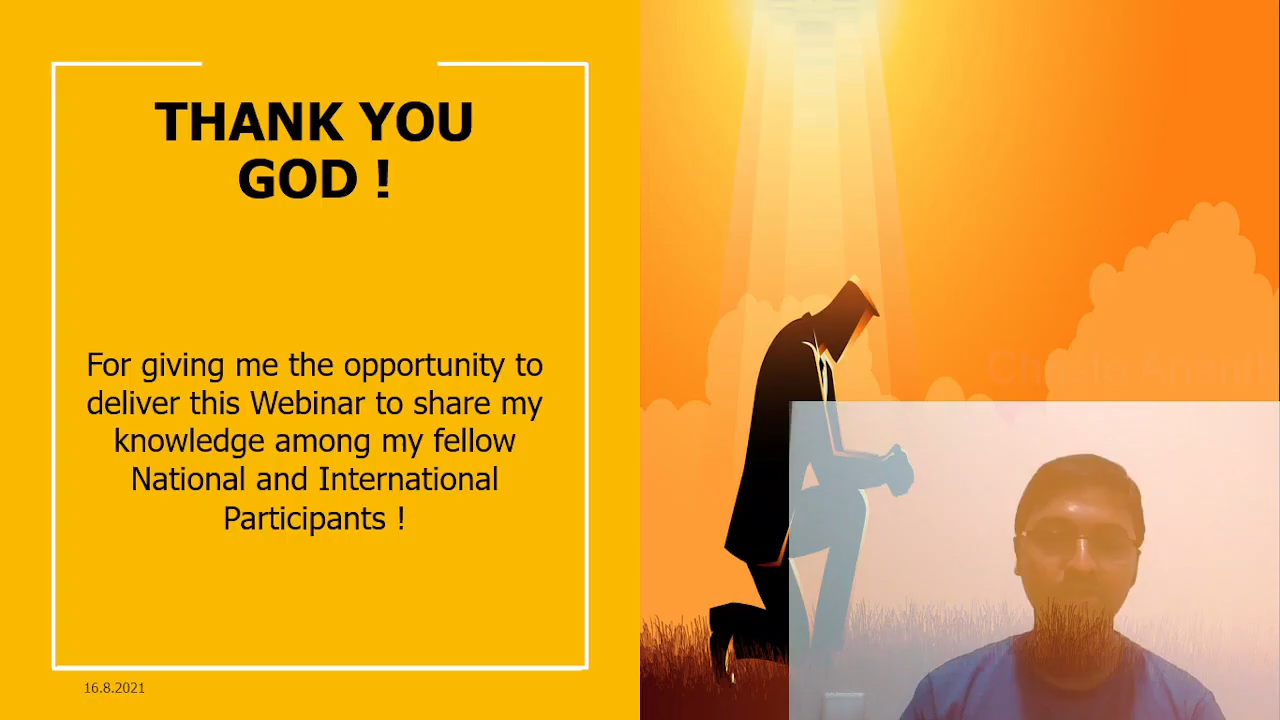 THANK YOU
GOD !
For giving me the opportunity to
deliver this Webinar to share my
knowledge among my fellow
National and International
Participants !
16.8.2021